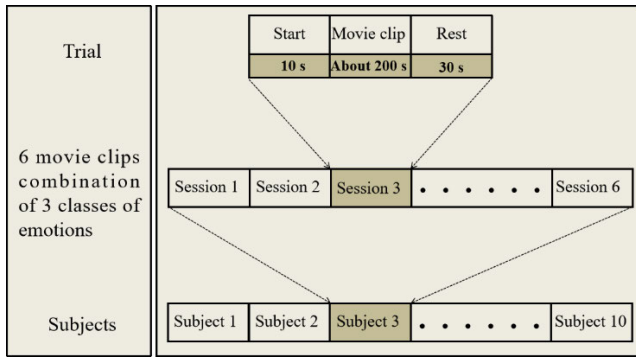 Trial
Start Movie clip Rest
10 s About 200 s 30 s
6 movie clips
combination
of 3 classes of
emotions
Session 1 Session 2 Session 3 . . . . . . Session 6
Subjects
Subject 1 Subject 2 Subject 3 . . . . . . Subject 10